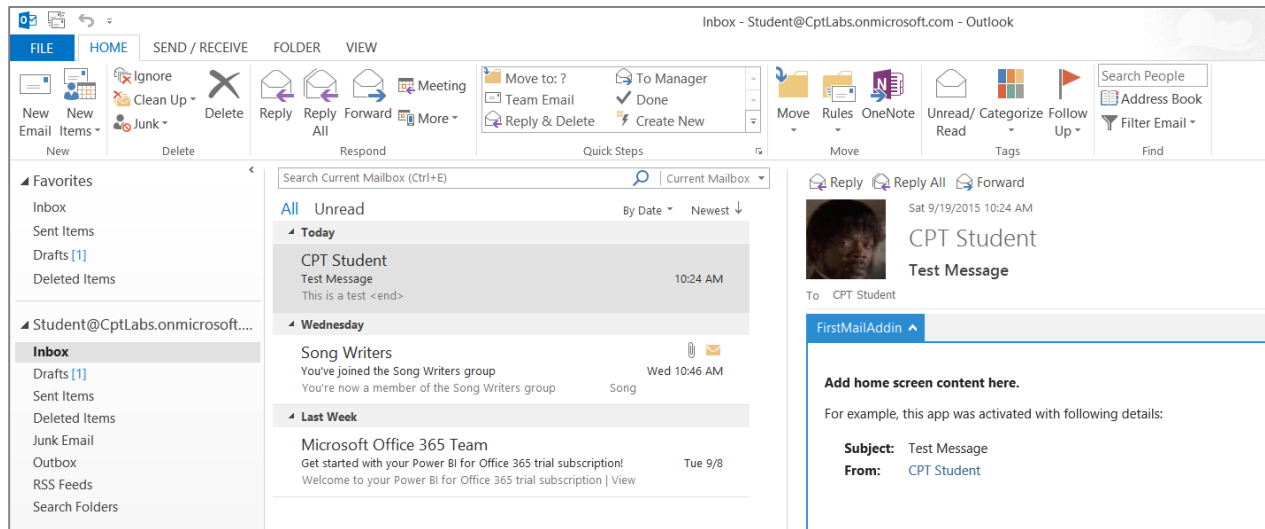 Inbox - Student@CptLabs.onmicrosoft.com - Outlook
FILE HOME SEND / RECEIVE FOLDER VIEW
New Email
New Items
Ignore
Clean Up
Junk
Delete
Reply
Reply All
Forward
Meeting
More
Move to: ?
Team Email
Reply & Delete
To Manager
Done
Create New
Move
Rules
OneNote
Unread/ Read
Categorize
Follow Up
Search People
Address Book
Filter Email
New Delete Respond Quick Steps Move Tags Find
Favorites
Inbox
Sent Items
Drafts [1]
Deleted Items
Student@CptLabs.onmicrosoft....
Inbox
Drafts [1]
Sent Items
Deleted Items
Junk Email
Outbox
RSS Feeds
Search Folders
Search Current Mailbox (Ctrl+E) Current Mailbox
All Unread By Date Newest
Today
CPT Student
Test Message 10:24 AM
This is a test <end>
Wednesday
Song Writers
You've joined the Song Writers group Wed 10:46 AM
You're now a member of the Song Writers group Song
Last Week
Microsoft Office 365 Team
Get started with your Power BI for Office 365 trial subscription! Tue 9/8
Welcome to your Power BI for Office 365 trial subscription | View
Reply Reply All Forward
Sat 9/19/2015 10:24 AM
CPT Student
Test Message
To CPT Student
FirstMailAddin
Add home screen content here.
For example, this app was activated with following details:
Subject: Test Message
From: CPT Student